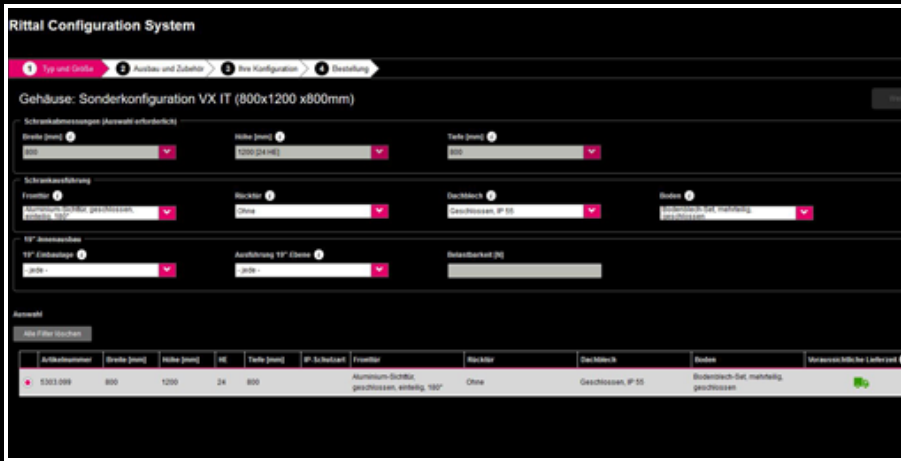 Rittal Configuration System
1 Typ und Größe 2 Ausbau und Zubehör 3 Ihre Konfiguration 4 Bestellung
Gehäuse: Sonderkonfiguration VX IT (800x1200 x800mm)
Schrankabmessungen (Auswahl erforderlich)
Breite [mm] i Höhe [mm] i Tiefe [mm] i
800 1200 [24 HE] 800
Schrankausführung
Fronttür i Rücktür i Dachblech i Boden i
Aluminium-Sichttür, geschlossen, einteilig, 180° Ohne Geschlossen, IP 55 Bodenblech-Set, mehrteilig, geschlossen
19"-Innenausbau
19"-Einbaulage i Ausführung 19"-Ebene i Belastbarkeit [N]
- jede - - jede -
Auswahl
Alle Filter löschen
Artikelnummer Breite [mm] Höhe [mm] HE Tiefe [mm] IP-Schutzart Fronttür Rücktür Dachblech Boden Voraussichtliche Lieferzeit
5303.099 800 1200 24 800 Aluminium-Sichttür, geschlossen, einteilig, 180° Ohne Geschlossen, IP 55 Bodenblech-Set, mehrteilig, geschlossen